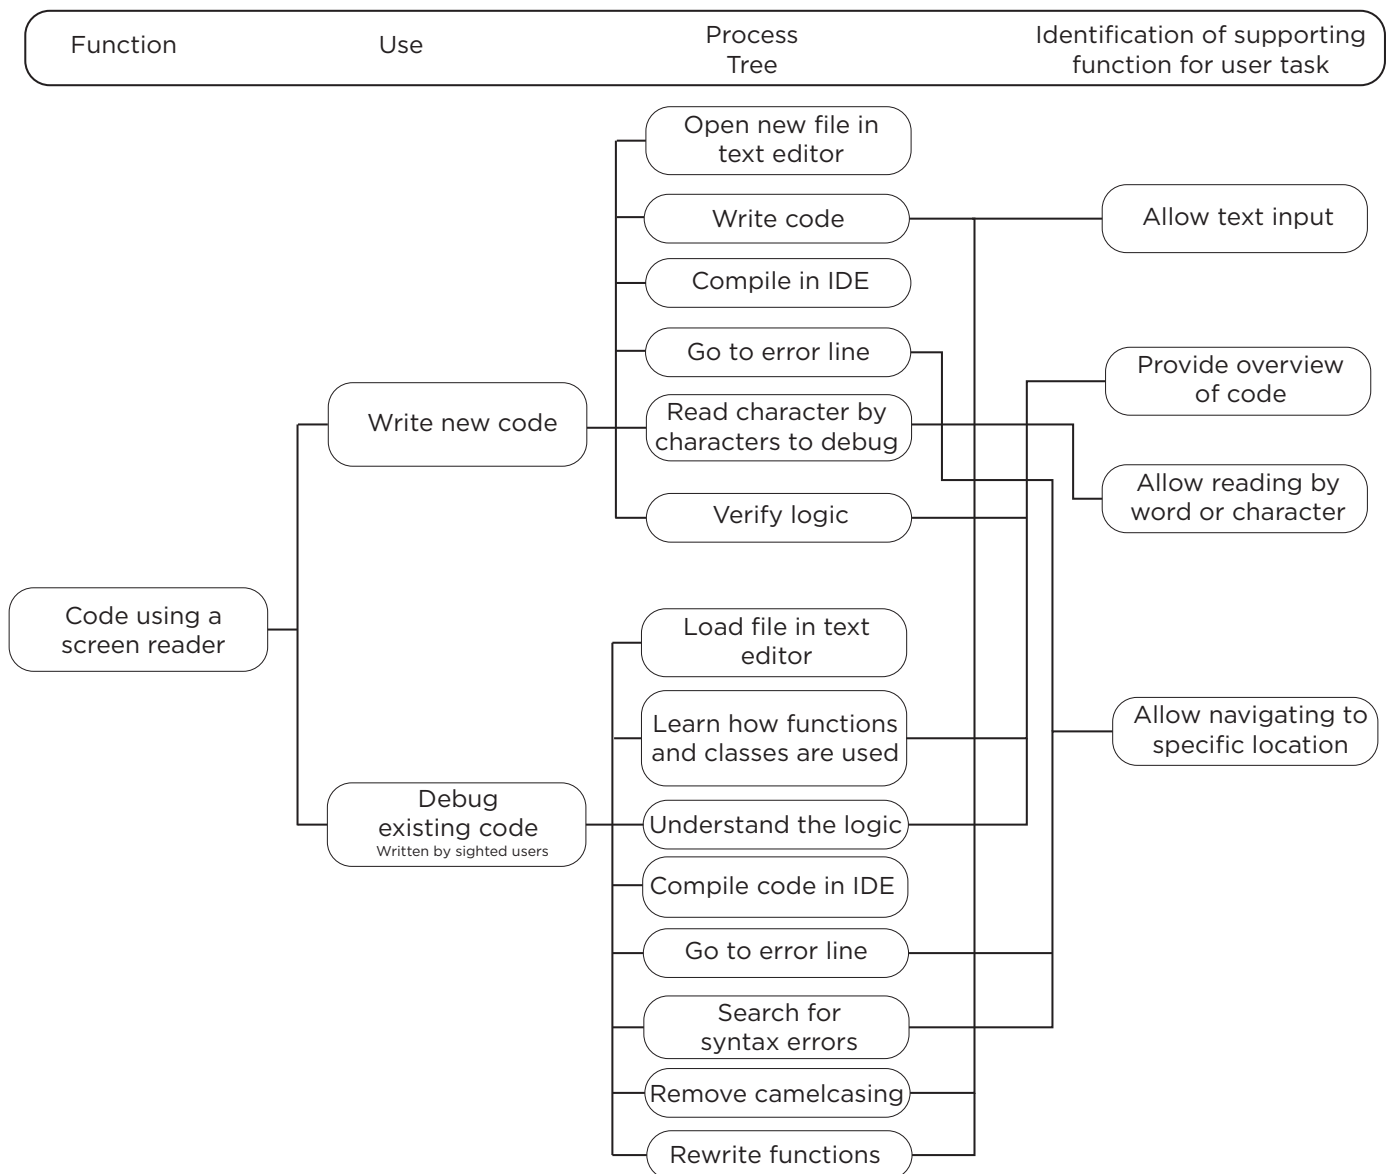 Function
Use
Process
Tree
Identification of supporting
function for user task
Open new file in
text editor
Write code
Allow text input
Compile in IDE
Go to error line
Provide overview
of code
Write new code
Read character by
characters to debug
Allow reading by
word or character
Verify logic
Code using a
screen reader
Load file in text
editor
Learn how functions
and classes are used
Allow navigating to
specific location
Debug
existing code
Written by sighted users
Understand the logic
Compile code in IDE
Go to error line
Search for
syntax errors
Remove camelcasing
Rewrite functions